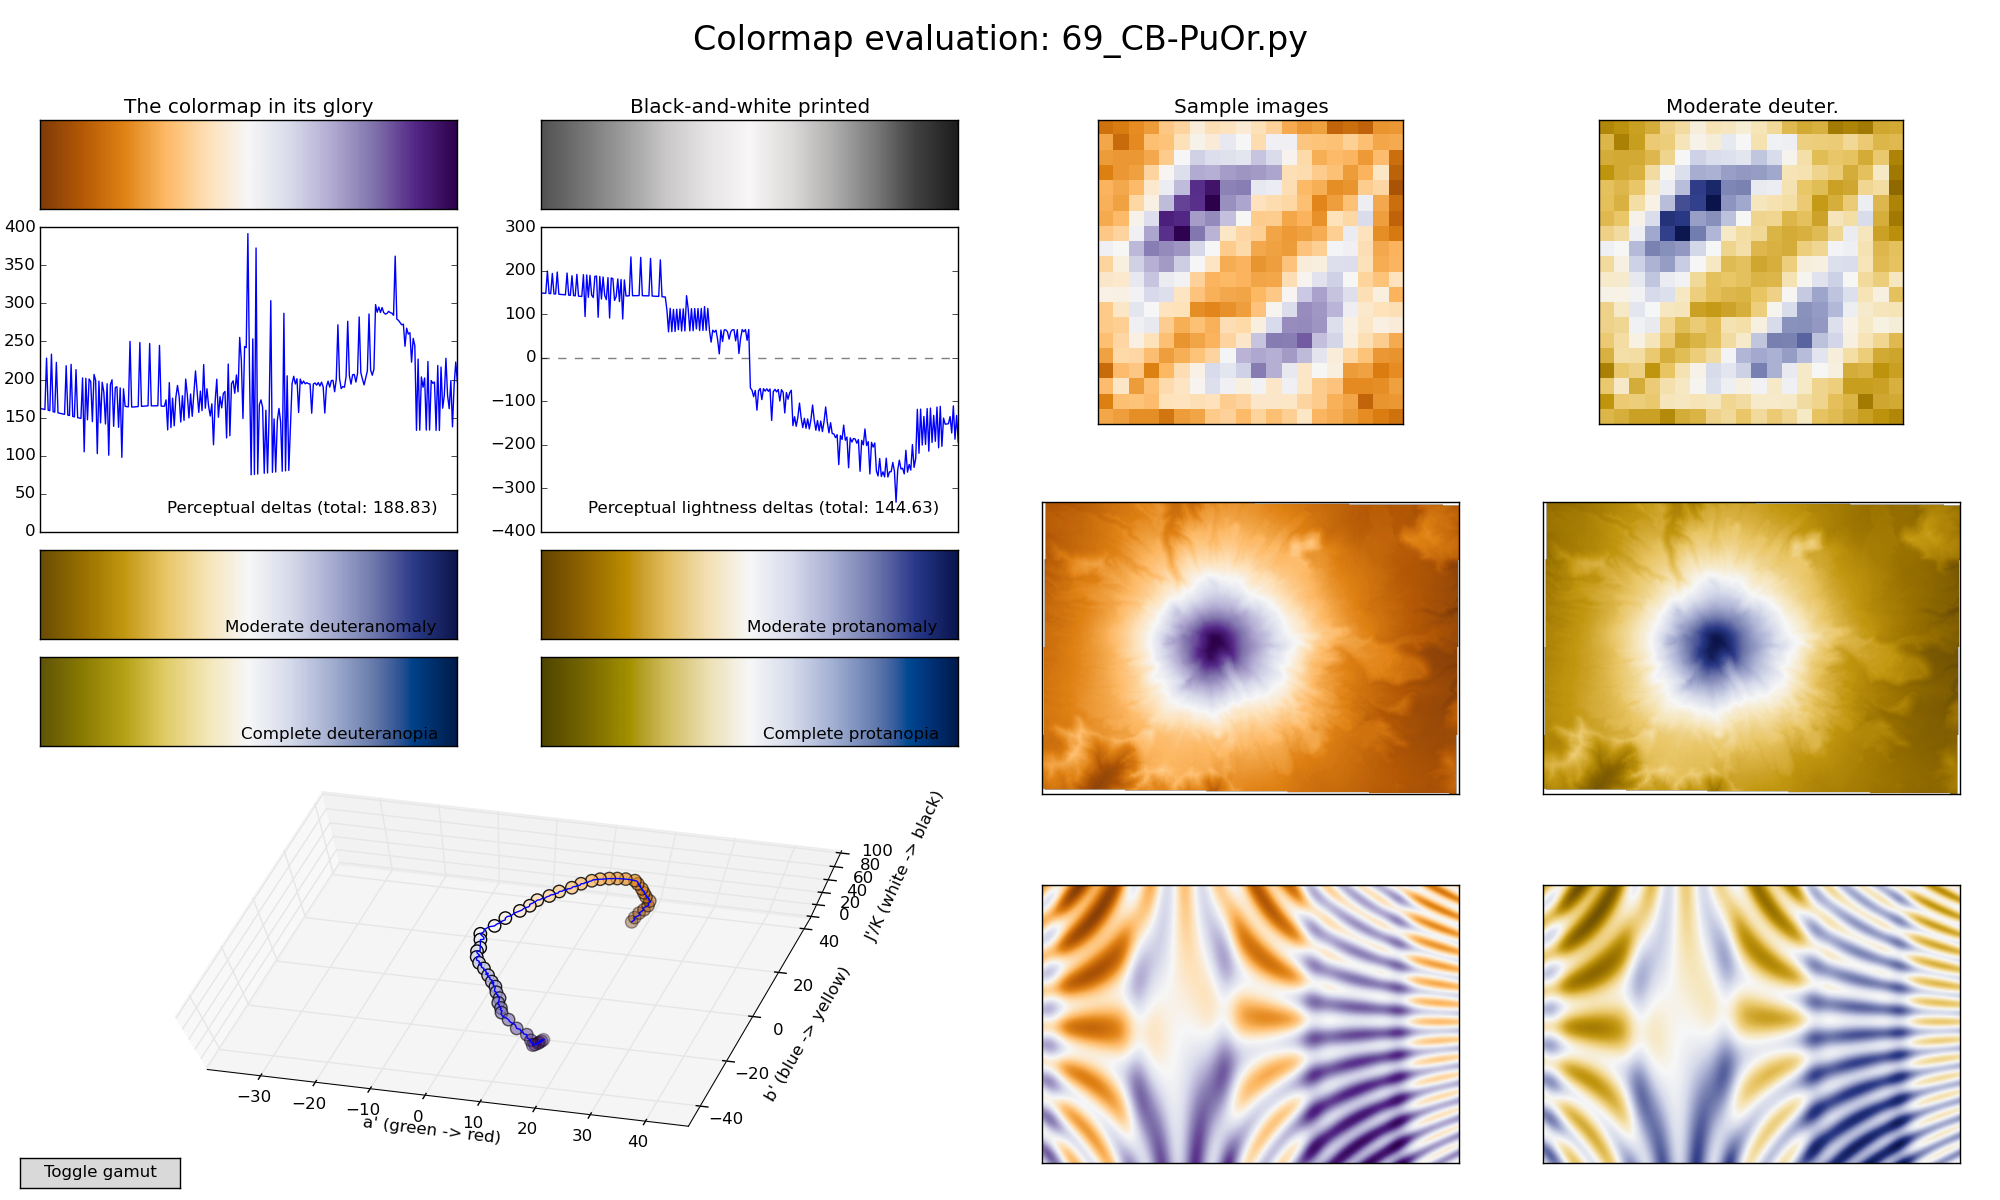 Colormap evaluation: 69_CB-PuOr.py
The colormap in its glory
Black-and-white printed
Sample images
Moderate deuter.
400
350
300
250
200
150
100
50
0
Perceptual deltas (total: 188.83)
300
200
100
0
−100
−200
−300
−400
Perceptual lightness deltas (total: 144.63)
Moderate deuteranomaly
Moderate protanomaly
Complete deuteranopia
Complete protanopia
−30
−20
−10
0
10
20
30
40
a' (green -> red)
−40
−20
0
20
40
b' (blue -> yellow)
0
20
40
60
80
100
J'/K (white -> black)
Toggle gamut